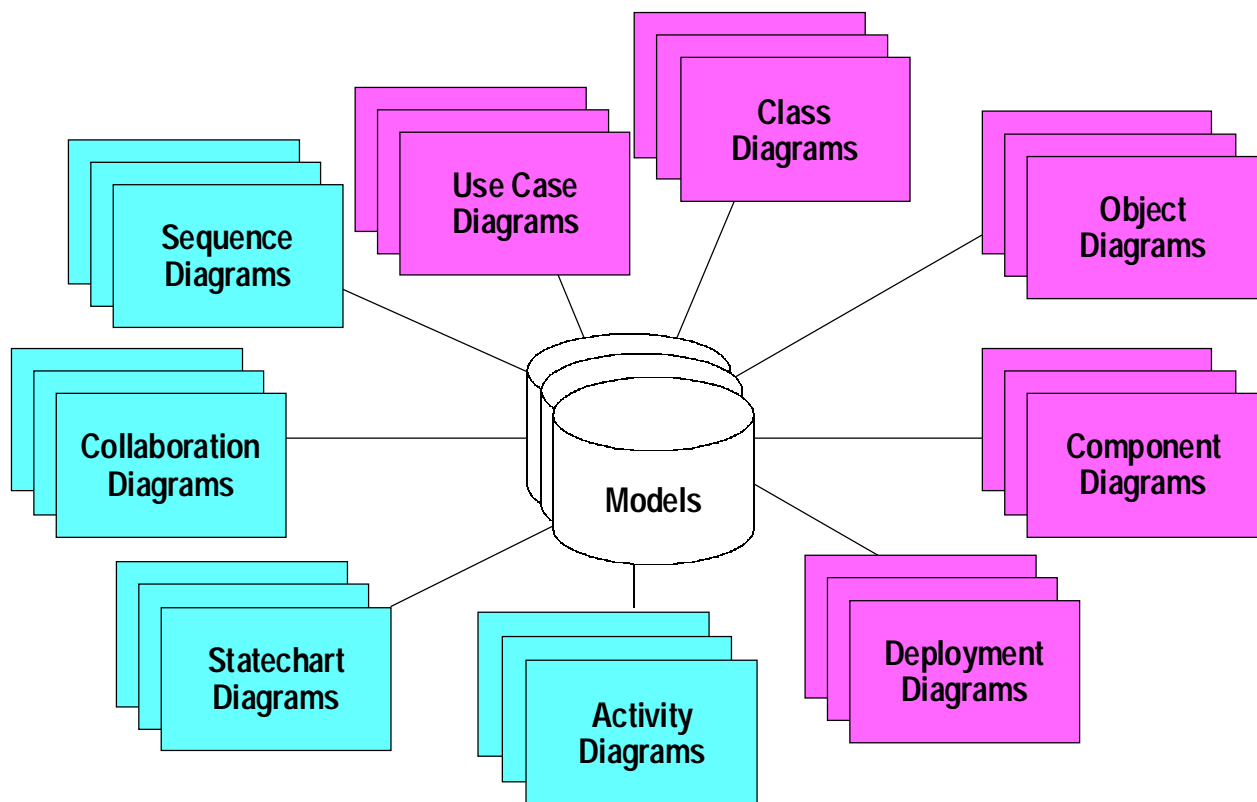 Class
Diagrams
Use Case
Diagrams
Object
Diagrams
Sequence
Diagrams
Collaboration
Diagrams
Component
Diagrams
Models
Statechart
Diagrams
Deployment
Diagrams
Activity
Diagrams